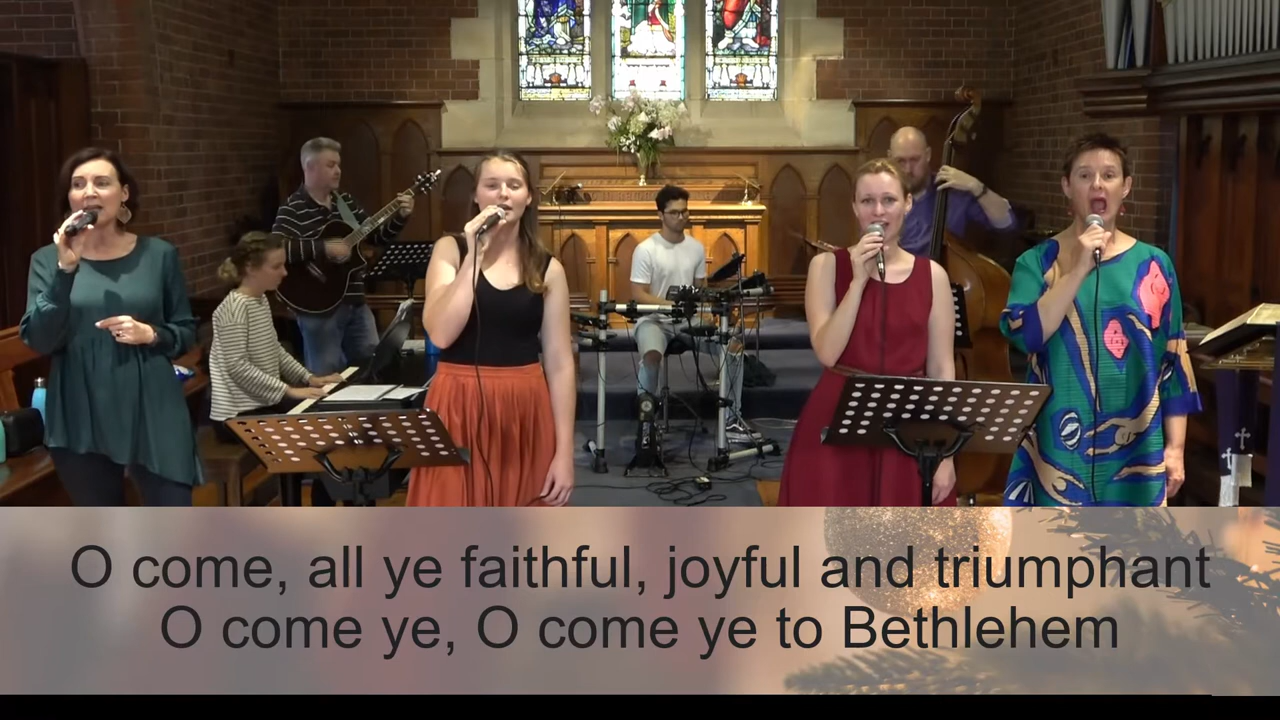 O come, all ye faithful, joyful and triumphant
O come ye, O come ye to Bethlehem